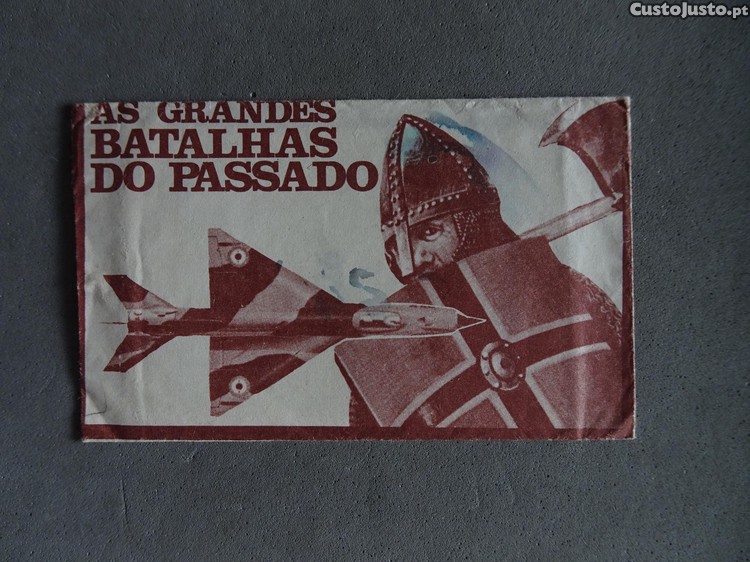 CustoJusto.pt
AS GRANDES
BATALHAS
DO PASSADO